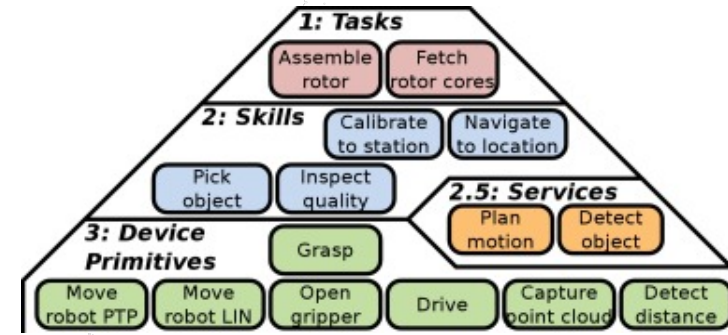 1: Tasks
Assemble
rotor
Fetch
rotor cores
2: Skills
Calibrate
to station
Navigate
to location
Pick
object
Inspect
quality
2.5: Services
Plan
motion
Detect
object
3: Device
Primitives
Grasp
Move
robot PTP
Move
robot LIN
Open
gripper
Drive
Capture
point cloud
Detect
distance